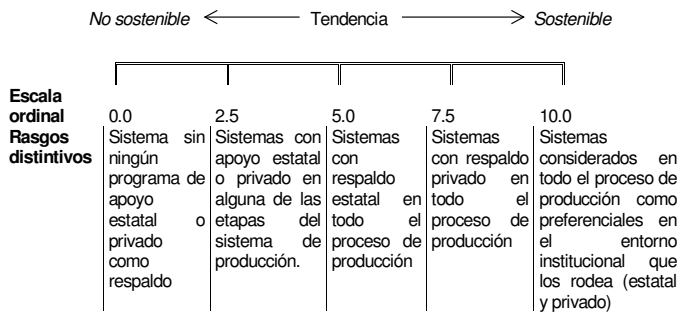 No sostenible Tendencia Sostenible
Escala
ordinal 0.0 2.5 5.0 7.5 10.0
Rasgos
distintivos
Sistema sin
ningún
programa de
apoyo
estatal o
privado
como
respaldo
Sistemas con
apoyo estatal
o privado en
alguna de las
etapas del
sistema de
producción.
Sistemas
con
respaldo
estatal en
todo el
proceso de
producción
Sistemas
con respaldo
privado en
todo el
proceso de
producción
Sistemas
considerados en
todo el proceso de
producción como
preferenciales en
el entorno
institucional que
los rodea (estatal
y privado)